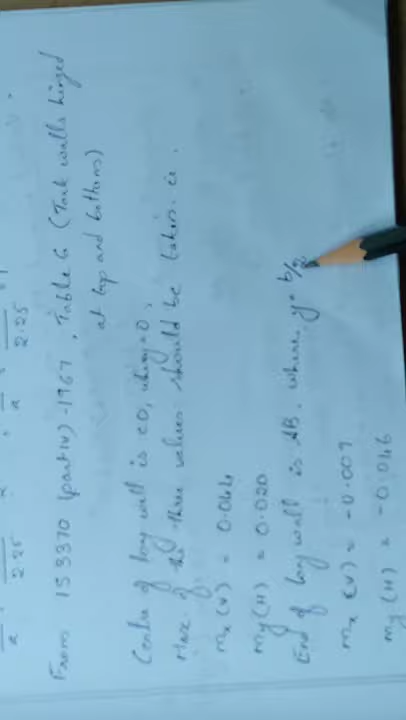 a 2.25 a a 2.25
From IS 3370 (part IV) -1967, Table 6 (Tank walls hinged
at top and bottom)
Centre of long wall is CD, where y=0,
Max. of the three values should be taken ie.
mx (v) = 0.044
my (H) = 0.020
End of long wall is AB, where y= b/2
mx (v) = -0.007
my (H) = -0.046